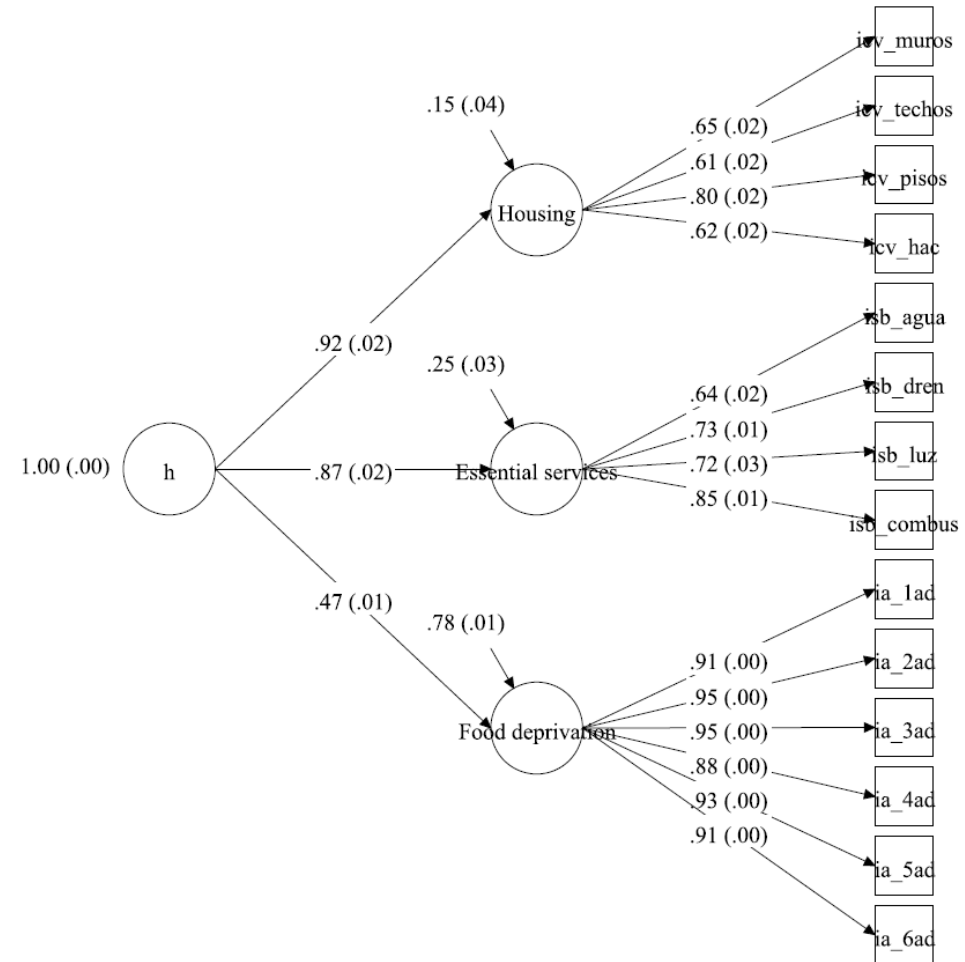 icv_muros
.15 (.04)
icv_techos
.65 (.02)
.61 (.02)
icv_pisos
.80 (.02)
Housing
.62 (.02)
icv_hac
isb_agua
.92 (.02)
.25 (.03)
isb_dren
.64 (.02)
.73 (.01)
isb_luz
.72 (.03)
1.00 (.00)
h
.87 (.02)
Essential services
.85 (.01)
isb_combus
ia_1ad
.47 (.01)
.78 (.01)
ia_2ad
.91 (.00)
.95 (.00)
Food deprivation
.95 (.00)
ia_3ad
.88 (.00)
ia_4ad
.93 (.00)
.91 (.00)
ia_5ad
ia_6ad